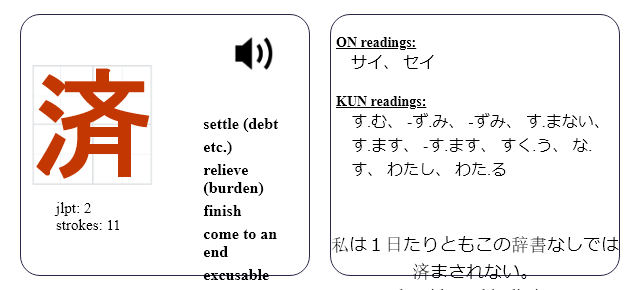 済
jlpt: 2
strokes: 11
settle (debt
etc.)
relieve
(burden)
finish
come to an
end
excusable
ON readings:
サイ、 セイ
KUN readings:
す.む、 -ず.み、 -ずみ、 す.まない、
す.ます、 -す.ます、 すく.う、 な.
す、 わたし、 わた.る
私は１日たりともこの辞書なしでは
済まされない。